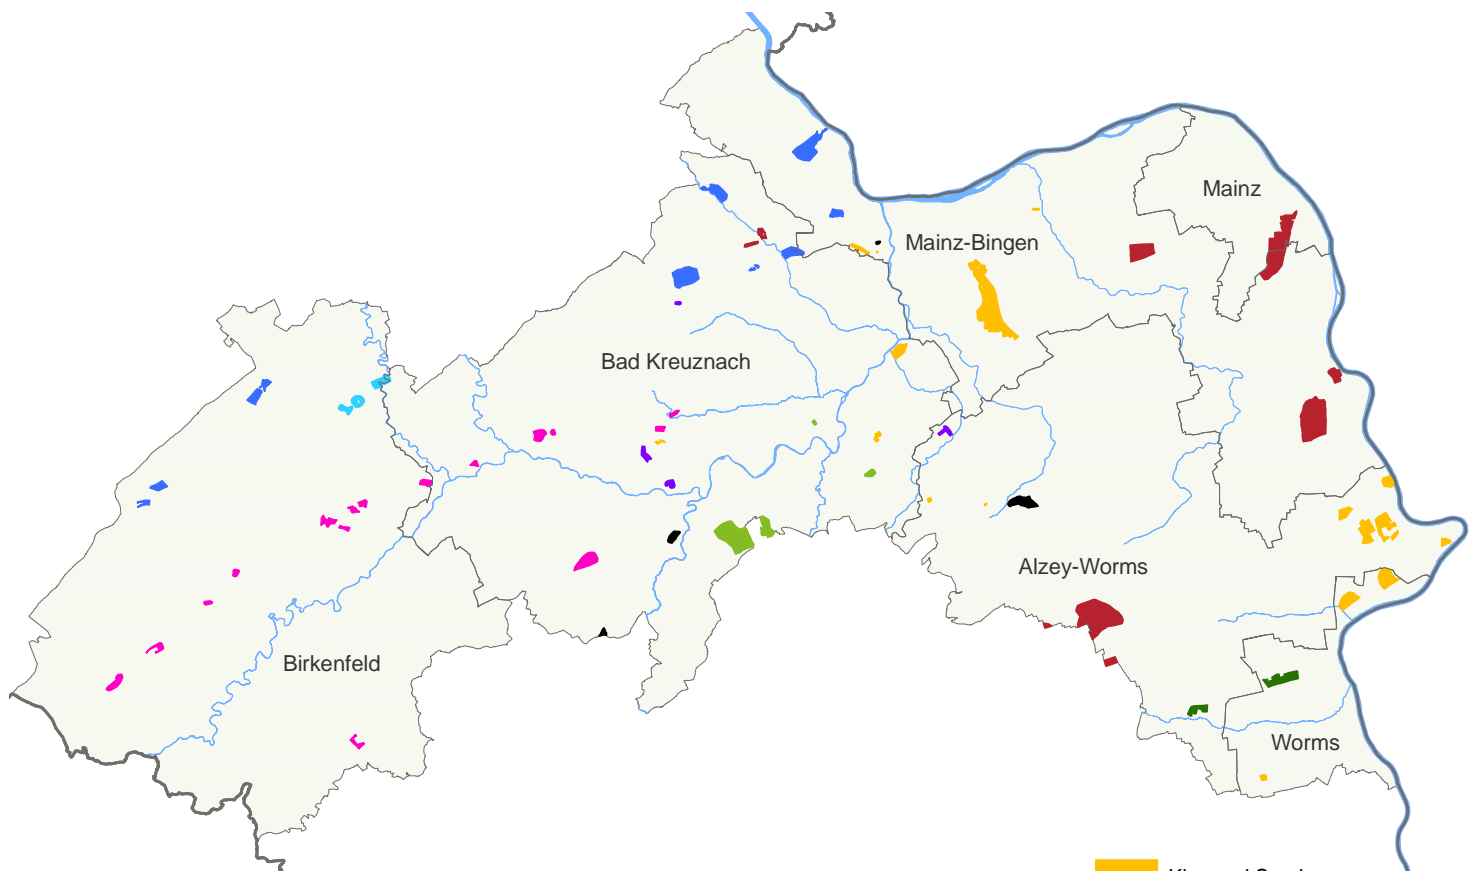 Mainz
Mainz-Bingen
Bad Kreuznach
Alzey-Worms
Birkenfeld
Worms